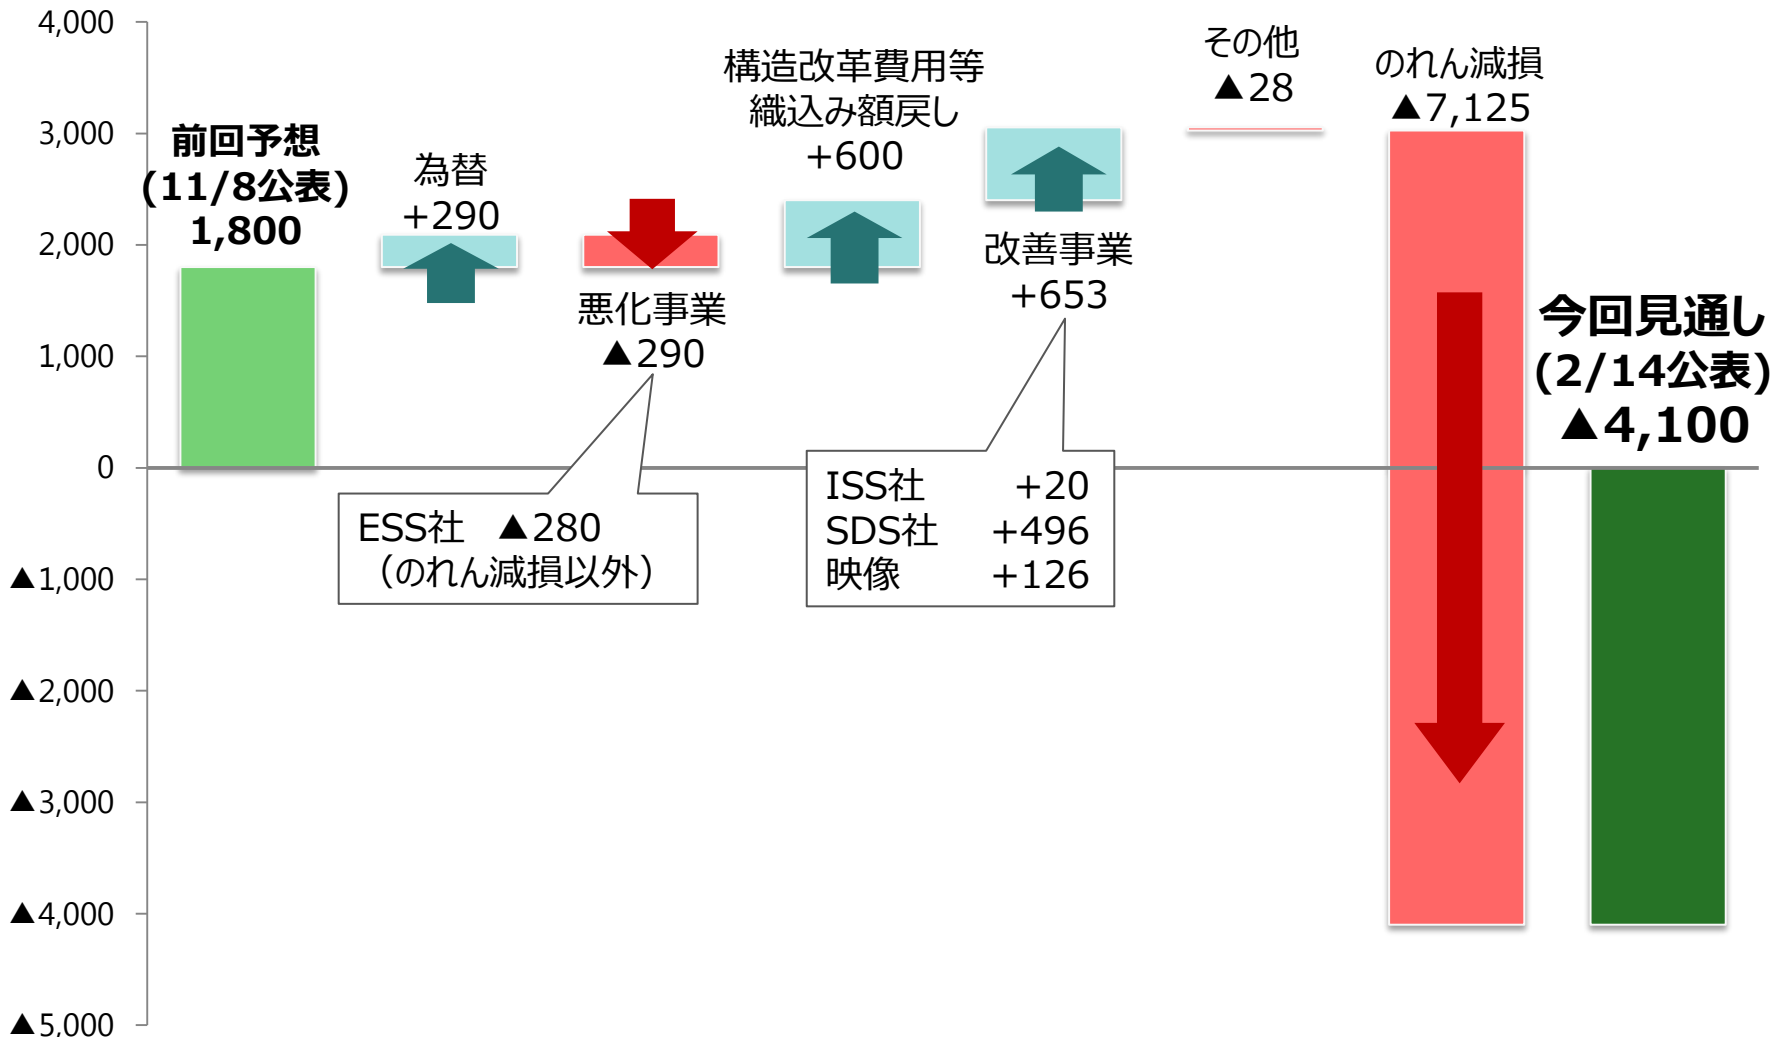 4,000
3,000
2,000
1,000
0
▲1,000
▲2,000
▲3,000
▲4,000
▲5,000
前回予想
(11/8公表)
1,800
為替
+290
悪化事業
▲290
構造改革費用等
織込み額戻し
+600
改善事業
+653
その他
▲28
のれん減損
▲7,125
今回見通し
(2/14公表)
▲4,100
ESS社 ▲280
（のれん減損以外）
ISS社 +20
SDS社 +496
映像 +126